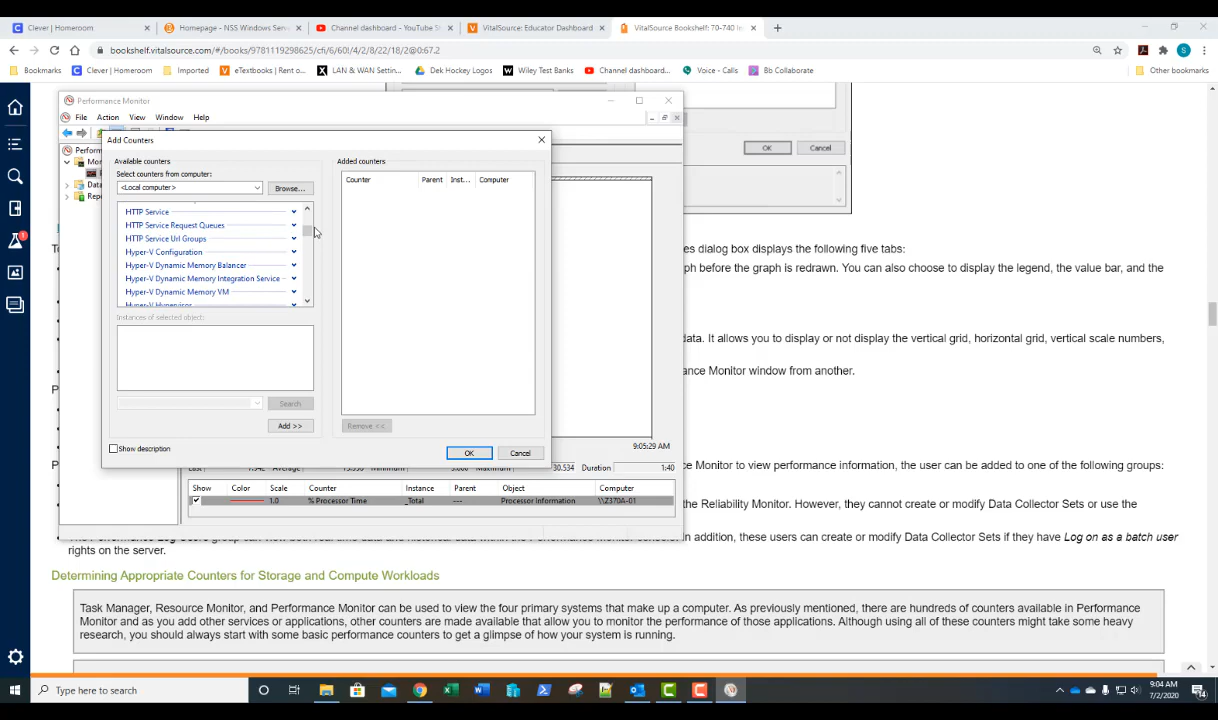 Clever | Homeroom
Homepage - NSS Windows Serv
Channel dashboard - YouTube S
VitalSource: Educator Dashboard
VitalSource Bookshelf: 70-740 In
bookshelf.vitalsource.com/#/books/9781119298625/cfi/6/60!/4/2/8/22/18/2@0:67.2
Bookmarks
Clever | Homeroom
Imported
eTextbooks | Rent o...
LAN & WAN Settin...
Dek Hockey Logos
Wiley Test Banks
Channel dashboard...
Voice - Calls
Bb Collaborate
Other bookmarks
Performance Monitor
File Action View Window Help
Add Counters
OK Cancel
Available counters
Added counters
Select counters from computer:
<Local computer>
Browse...
Counter Parent Inst... Computer
HTTP Service
HTTP Service Request Queues
HTTP Service Url Groups
Hyper-V Configuration
Hyper-V Dynamic Memory Balancer
Hyper-V Dynamic Memory Integration Service
Hyper-V Dynamic Memory VM
Hyper-V Hypervisor
Instances of selected object:
Search
Add >>
Remove <<
Show description
OK Cancel
es dialog box displays the following five tabs:
ph before the graph is redrawn. You can also choose to display the legend, the value bar, and the
data. It allows you to display or not display the vertical grid, horizontal grid, vertical scale numbers,
ance Monitor window from another.
9:05:29 AM
Last Average Minimum Maximum 30.534 Duration 1:40
ce Monitor to view performance information, the user can be added to one of the following groups:
Show Color Scale Counter Instance Parent Object Computer
1.0 % Processor Time _Total --- Processor Information \\Z370A-01
the Reliability Monitor. However, they cannot create or modify Data Collector Sets or use the
n addition, these users can create or modify Data Collector Sets if they have Log on as a batch user
rights on the server.
Determining Appropriate Counters for Storage and Compute Workloads
Task Manager, Resource Monitor, and Performance Monitor can be used to view the four primary systems that make up a computer. As previously mentioned, there are hundreds of counters available in Performance
Monitor and as you add other services or applications, other counters are made available that allow you to monitor the performance of those applications. Although using all of these counters might take some heavy
research, you should always start with some basic performance counters to get a glimpse of how your system is running.
Type here to search
9:04 AM
7/2/2020